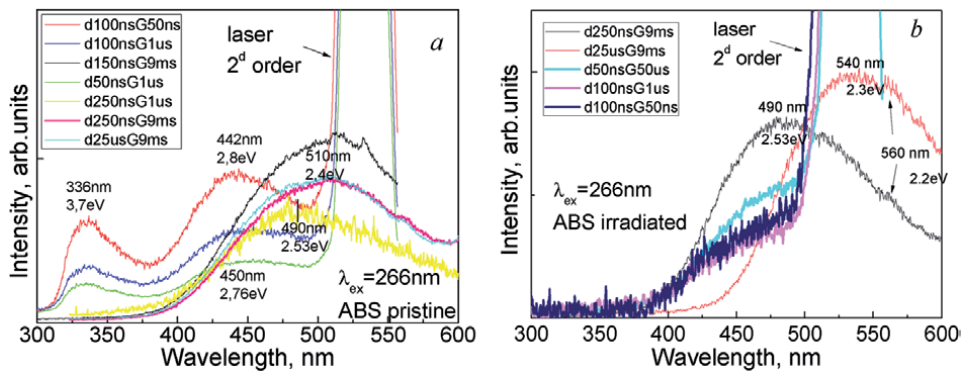 d100nsG50ns
d100nsG1us
d150nsG9ms
d50nsG1us
d250nsG1us
d250nsG9ms
d25usG9ms
laser
2d order
a
336nm
3,7eV
442nm
2,8eV
510nm
2,4eV
490nm
2.53eV
450nm
2,76eV
λex=266nm
ABS pristine
Intensity, arb.units
300 350 400 450 500 550 600
Wavelength, nm
d250nsG9ms
d25usG9ms
d50nsG50us
d100nsG1us
d100nsG50ns
laser
2d order
b
540 nm
2.3eV
490 nm
2.53eV
560 nm
2.2eV
λex=266nm
ABS irradiated
Intensity, arb.units
300 350 400 450 500 550 600
Wavelength, nm